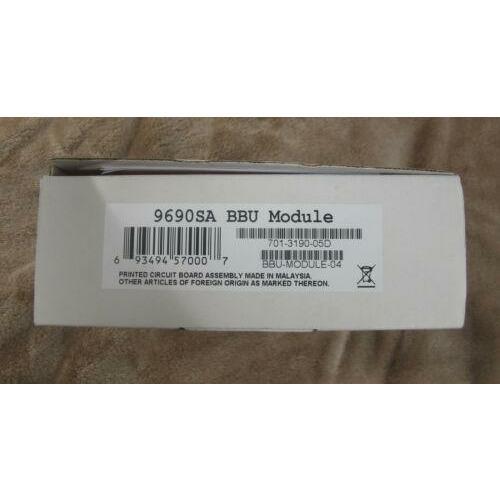 9690SA BBU Module
701-3190-05D
6 93494 57000 7
BBU-MODULE-04
PRINTED CIRCUIT BOARD ASSEMBLY MADE IN MALAYSIA.
OTHER ARTICLES OF FOREIGN ORIGIN AS MARKED THEREON.